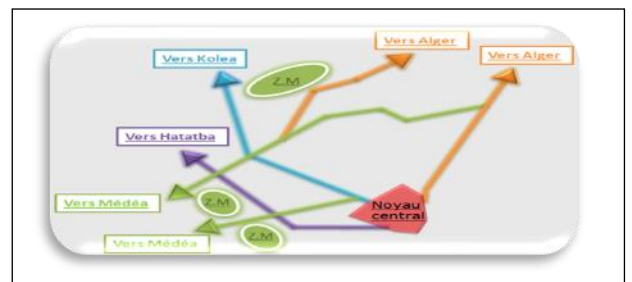 Vers Alger
Vers Alger
Vers Kolea
Z.M
Vers Hatatba
Vers Médéa
Z.M
Noyau
central
Z.M
Vers Médéa